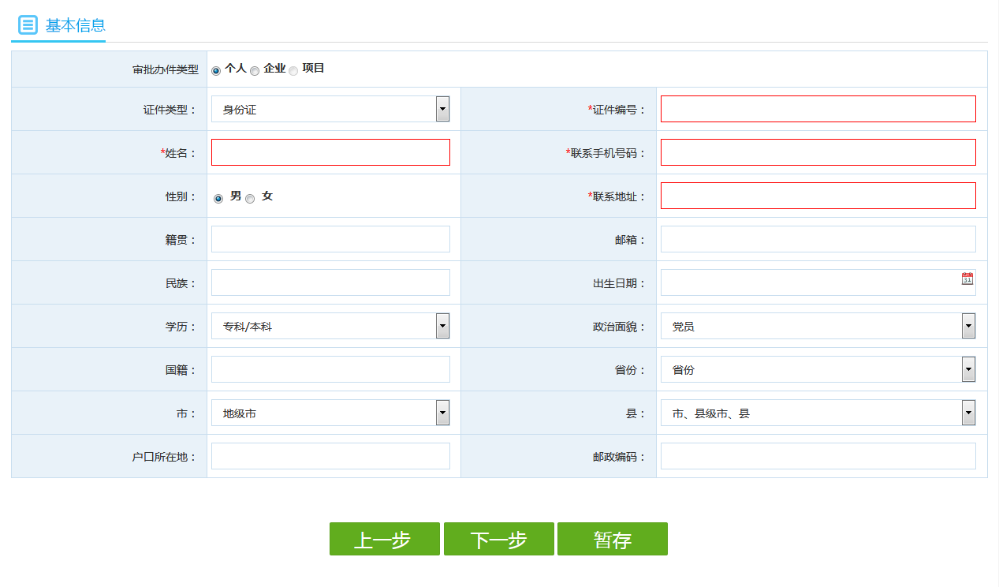 基本信息
审批办件类型 个人 企业 项目
证件类型： 身份证 *证件编号：
*姓名： *联系手机号码：
性别： 男 女 *联系地址：
籍贯： 邮箱：
民族： 出生日期： 31
学历： 专科/本科 政治面貌： 党员
国籍： 省份： 省份
市： 地级市 县： 市、县级市、县
户口所在地： 邮政编码：
上一步 下一步 暂存